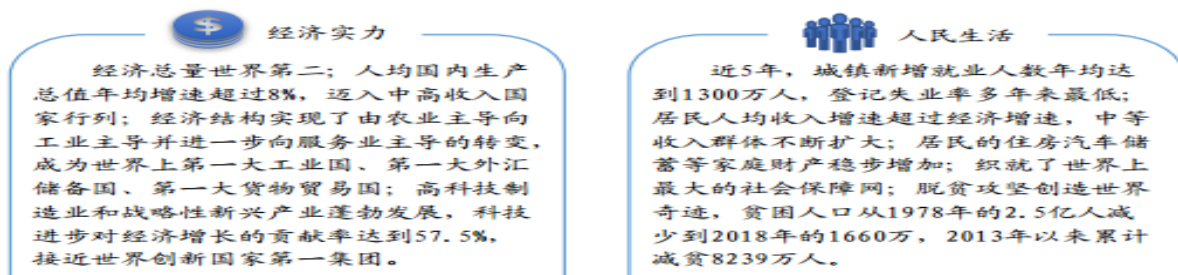 经济实力
经济总量世界第二；人均国内生产
总值年均增速超过8%，迈入中高收入国
家行列；经济结构实现了由农业主导向
工业主导并进一步向服务业主导的转变，
成为世界上第一大工业国、第一大外汇
储备国、第一大货物贸易国；高科技制
造业和战略性新兴产业蓬勃发展，科技
进步对经济增长的贡献率达到57.5%，
接近世界创新国家第一集团。
人民生活
近5年，城镇新增就业人数年均达
到1300万人，登记失业率多年来最低；
居民人均收入增速超过经济增速，中等
收入群体不断扩大；居民的住房汽车储
蓄等家庭财产稳步增加；织就了世界上
最大的社会保障网；脱贫攻坚创造世界
奇迹，贫困人口从1978年的2.5亿人减
少到2018年的1660万，2013年以来累计
减贫8239万人。